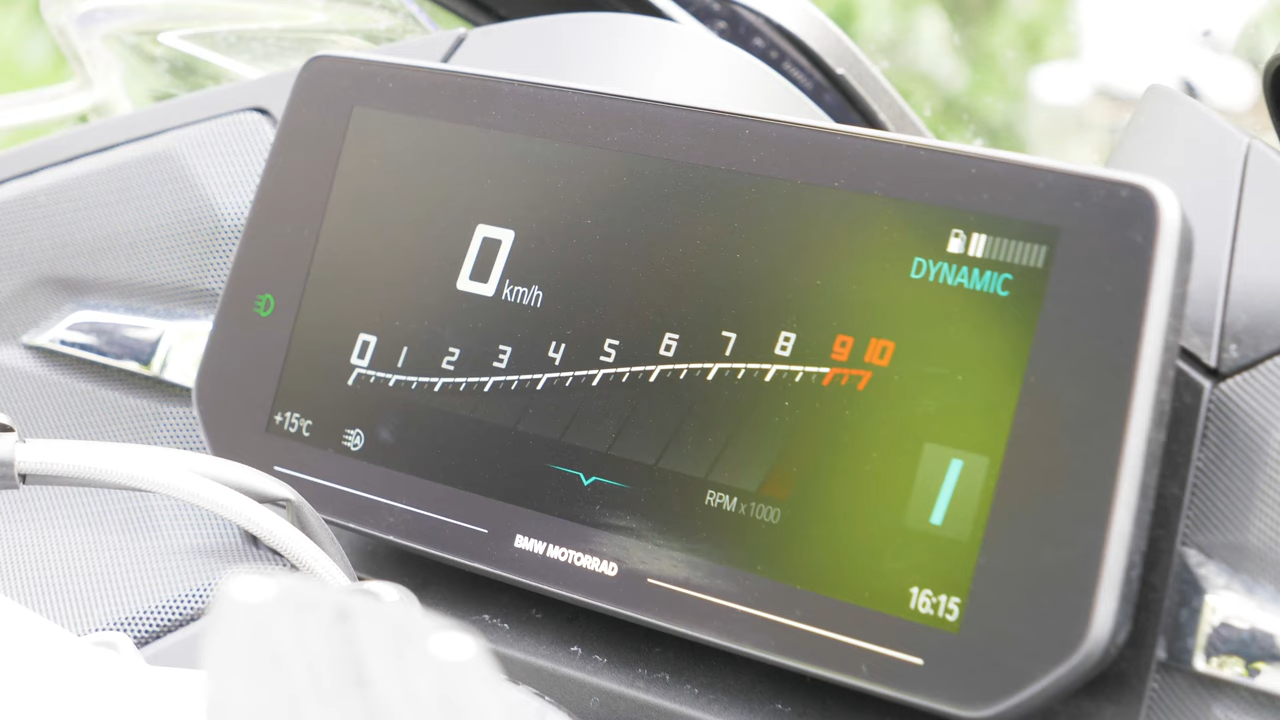 0 km/h
DYNAMIC
0 1 2 3 4 5 6 7 8 9 10
+15°C
A
RPM x1000
16:15
BMW MOTORRAD